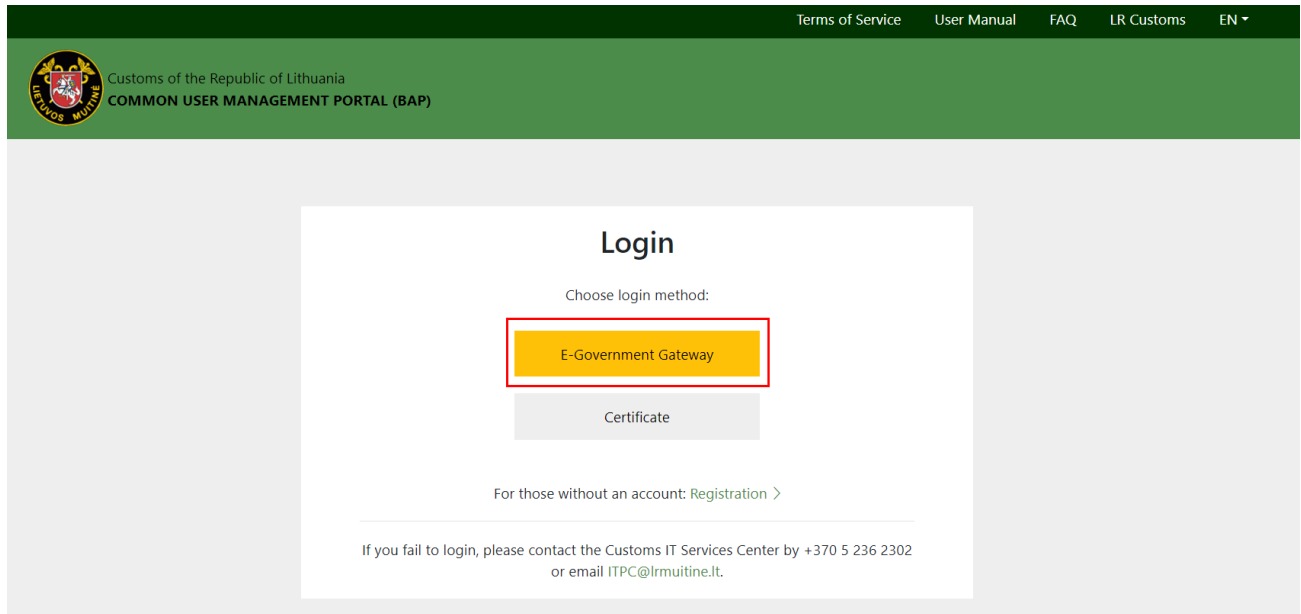 Terms of Service User Manual FAQ LR Customs EN
LIETUVOS MUITINĖ
Customs of the Republic of Lithuania
COMMON USER MANAGEMENT PORTAL (BAP)
Login
Choose login method:
E-Government Gateway
Certificate
For those without an account: Registration >
If you fail to login, please contact the Customs IT Services Center by +370 5 236 2302
or email ITPC@lrmuitine.lt.